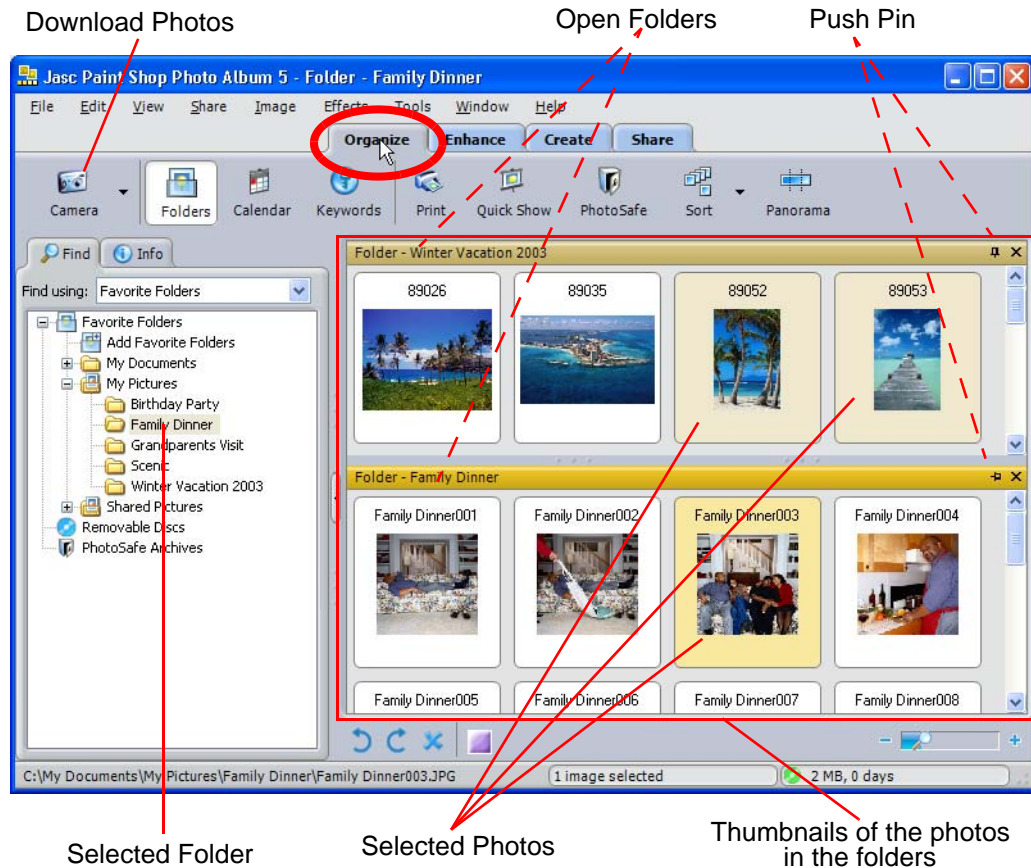 Download Photos
Open Folders
Push Pin
Jasc Paint Shop Photo Album 5 - Folder - Family Dinner
File Edit View Share Image Effects Tools Window Help
Organize Enhance Create Share
Camera Folders Calendar Keywords Print Quick Show PhotoSafe Sort Panorama
Find Info
Find using: Favorite Folders
Favorite Folders
Add Favorite Folders
My Documents
My Pictures
Birthday Party
Family Dinner
Grandparents Visit
Scenic
Winter Vacation 2003
Shared Pictures
Removable Discs
PhotoSafe Archives
Folder - Winter Vacation 2003
89026 89035 89052 89053
Folder - Family Dinner
Family Dinner001 Family Dinner002 Family Dinner003 Family Dinner004
Family Dinner005 Family Dinner006 Family Dinner007 Family Dinner008
C:\My Documents\My Pictures\Family Dinner\Family Dinner003.JPG
1 image selected
2 MB, 0 days
Selected Folder
Selected Photos
Thumbnails of the photos
in the folders